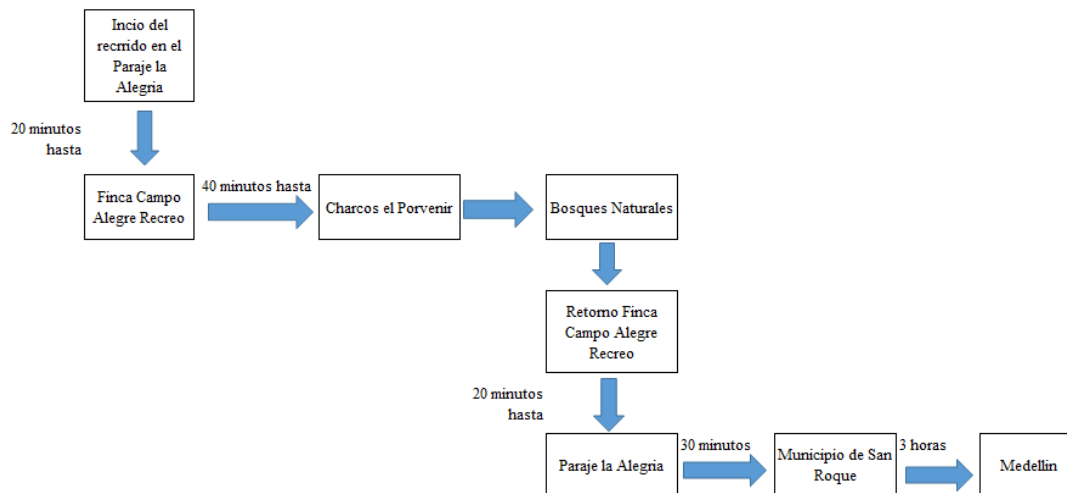 Incio del
recrrido en el
Paraje la
Alegria
20 minutos
hasta
Finca Campo
Alegre Recreo
40 minutos hasta
Charcos el Porvenir
Bosques Naturales
Retorno Finca
Campo Alegre
Recreo
20 minutos
hasta
Paraje la Alegria
30 minutos
Municipio de San
Roque
3 horas
Medellin